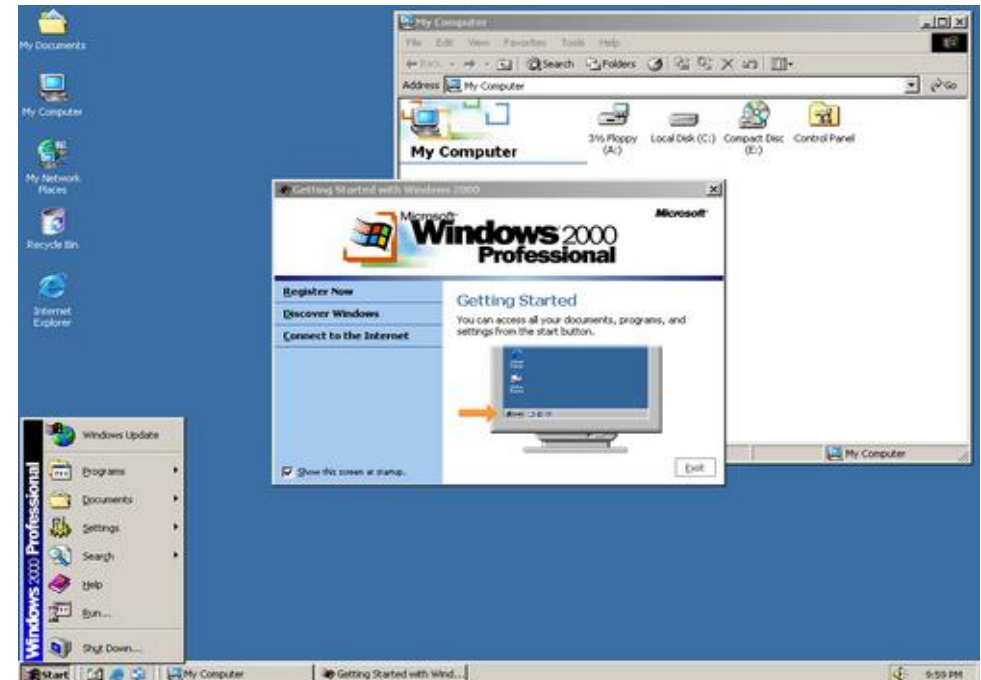 My Documents
My Computer
My Network
Places
Recycle Bin
Internet
Explorer
My Computer
File Edit View Favorites Tools Help
Back Search Folders
Address My Computer Go
My Computer
3½ Floppy
(A:)
Local Disk (C:)
Compact Disc
(E:)
Control Panel
My Computer
Getting Started with Windows 2000
Microsoft
Windows 2000
Professional
Microsoft
Register Now
Discover Windows
Connect to the Internet
Getting Started
You can access all your documents, programs, and
settings from the start button.
Show this screen at startup.
Exit
Windows 2000 Professional
Windows Update
Programs
Documents
Settings
Search
Help
Run...
Shut Down...
Start My Computer Getting Started with Wind... 9:59 PM